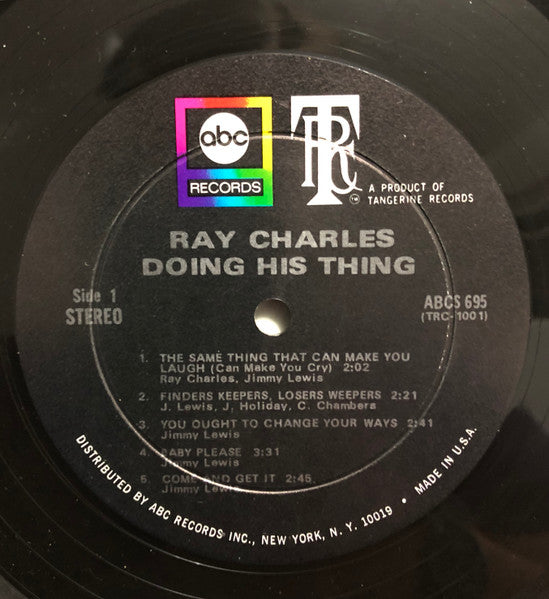 abc
RECORDS
TRC
TM
A PRODUCT OF
TANGERINE RECORDS
RAY CHARLES
DOING HIS THING
Side 1
STEREO
ABCS 695
(TRC-1001)
1. THE SAME THING THAT CAN MAKE YOU
LAUGH (Can Make You Cry) 2:02
Ray Charles, Jimmy Lewis
2. FINDERS KEEPERS, LOSERS WEEPERS 2:21
J. Lewis, J. Holiday, C. Chambers
3. YOU OUGHT TO CHANGE YOUR WAYS 2:41
Jimmy Lewis
4. BABY PLEASE 3:31
Jimmy Lewis
5. COME AND GET IT 2:45
Jimmy Lewis
DISTRIBUTED BY ABC RECORDS INC., NEW YORK, N. Y. 10019 • MADE IN U.S.A.